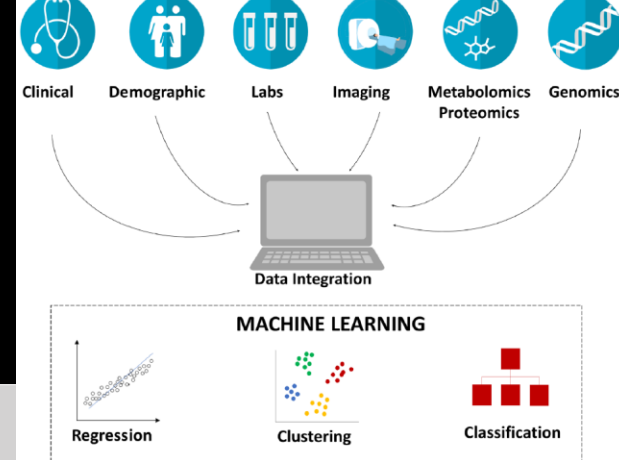 Clinical
Demographic
Labs
Imaging
Metabolomics
Proteomics
Genomics
Data Integration
MACHINE LEARNING
Regression
Clustering
Classification